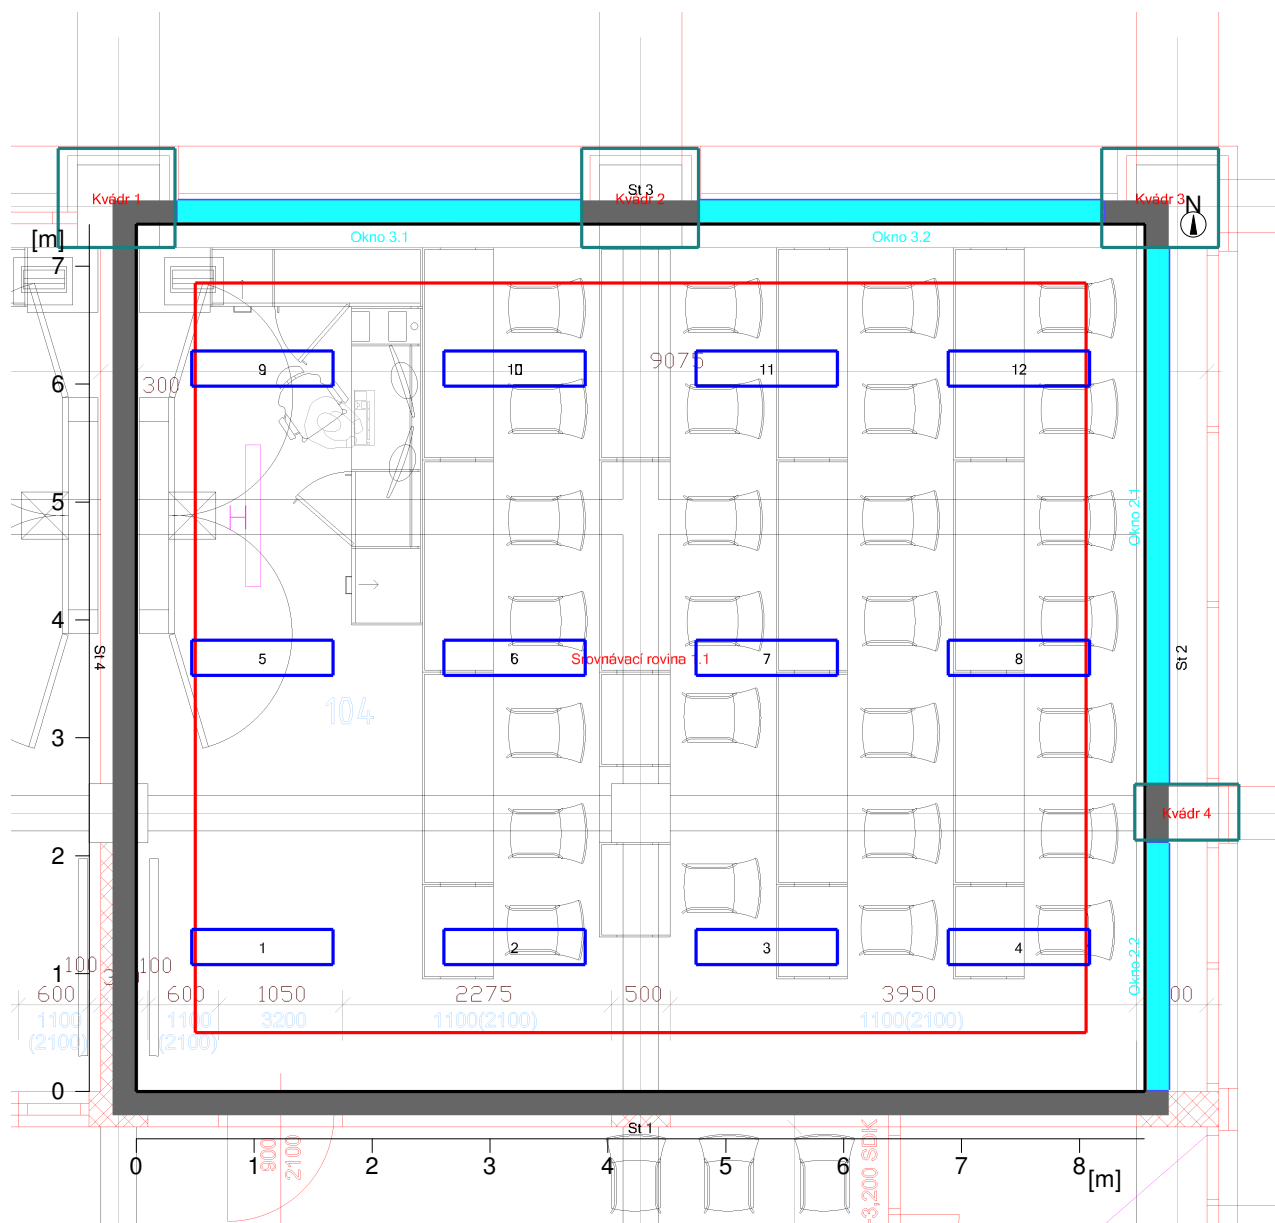 St 3
Kvádr 1
Kvádr 2
Kvádr 3
N
[m]
Okno 3.1
Okno 3.2
7
9
10
9075
11
12
6
300
5
Okno 2.1
4
St 4
5
6
Srovnávací rovina 1.1
7
8
St 2
104
3
Kvádr 4
2
1
2
3
4
Okno 2.2
100
100
1
600
600
1050
2275
500
3950
00
1100
(2100)
1100
(2100)
3200
1100(2100)
1100(2100)
0
St 1
900
2100
-3,200 SDK
0
1
2
3
4
5
6
7
8
[m]